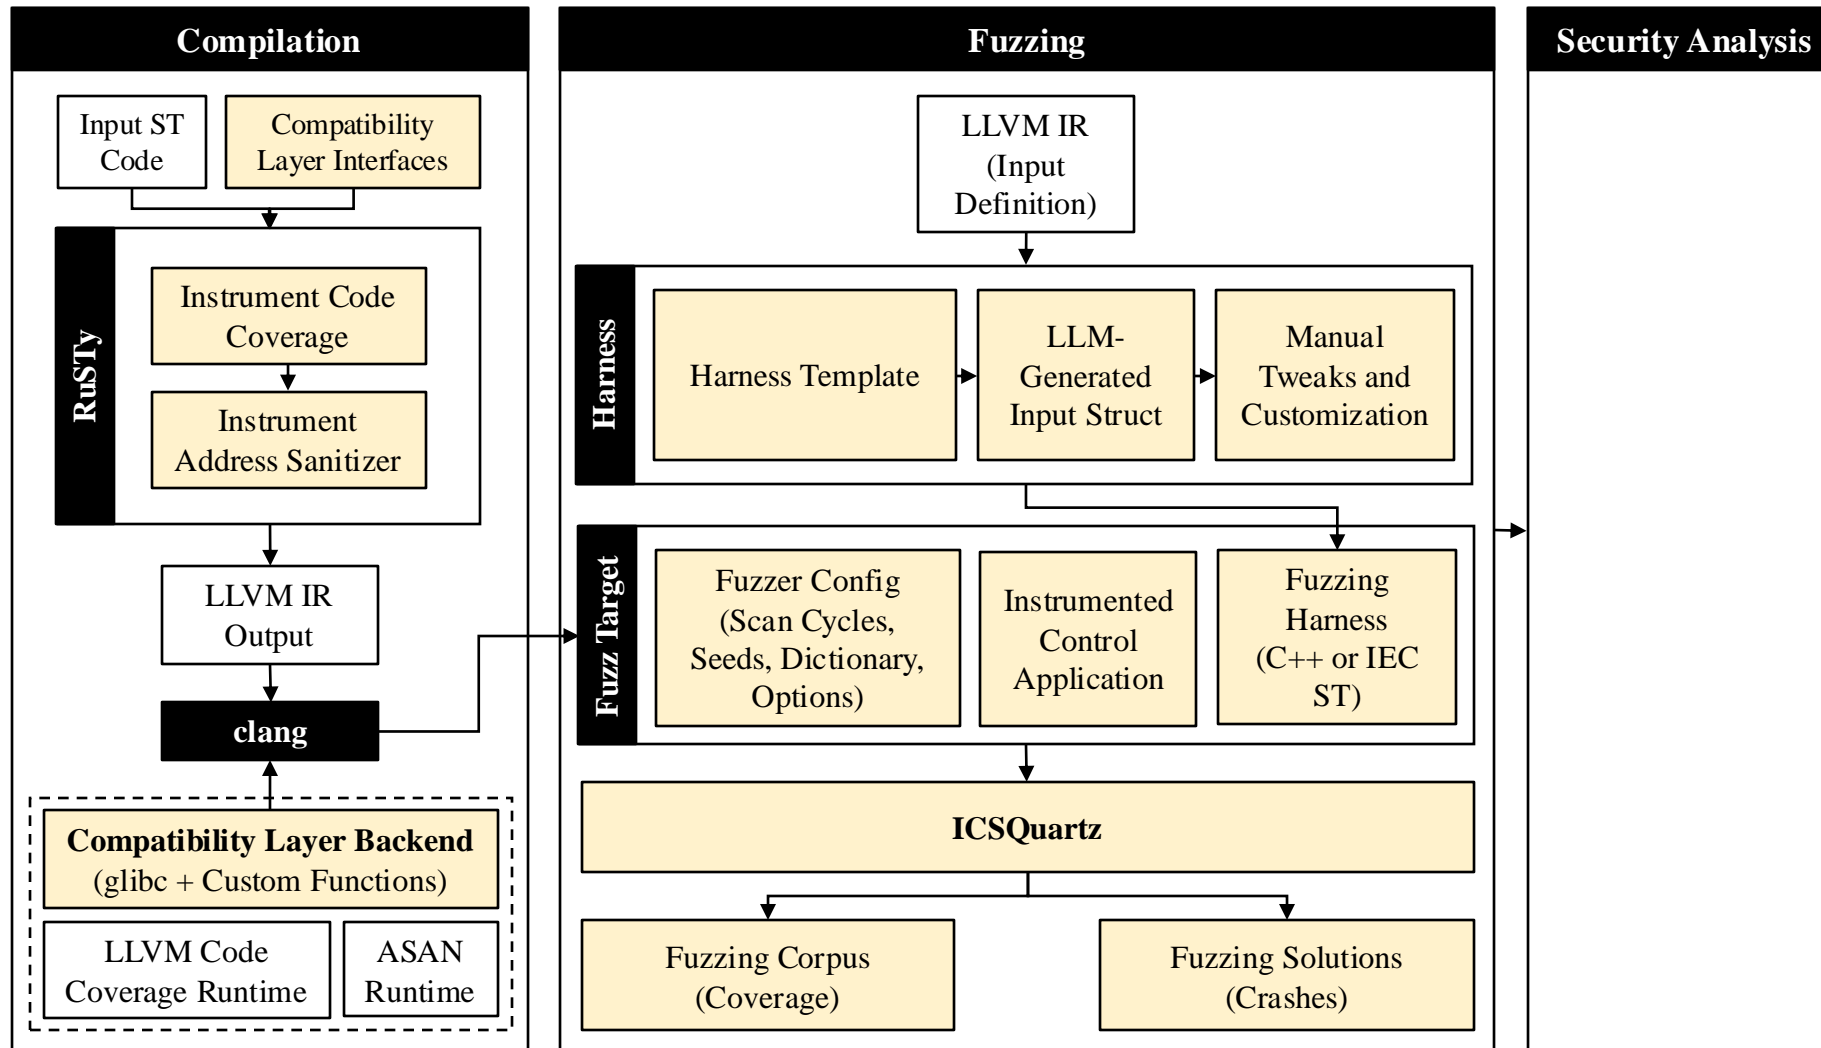 Compilation
Input ST
Code
Compatibility
Layer Interfaces
RuSTy
Instrument Code
Coverage
Instrument
Address Sanitizer
LLVM IR
Output
clang
Compatibility Layer Backend
(glibc + Custom Functions)
LLVM Code
Coverage Runtime
ASAN
Runtime
Fuzzing
LLVM IR
(Input
Definition)
Harness
Harness Template
LLM-
Generated
Input Struct
Manual
Tweaks and
Customization
Fuzz Target
Fuzzer Config
(Scan Cycles,
Seeds, Dictionary,
Options)
Instrumented
Control
Application
Fuzzing
Harness
(C++ or IEC
ST)
ICSQuartz
Fuzzing Corpus
(Coverage)
Fuzzing Solutions
(Crashes)
Security Analysis